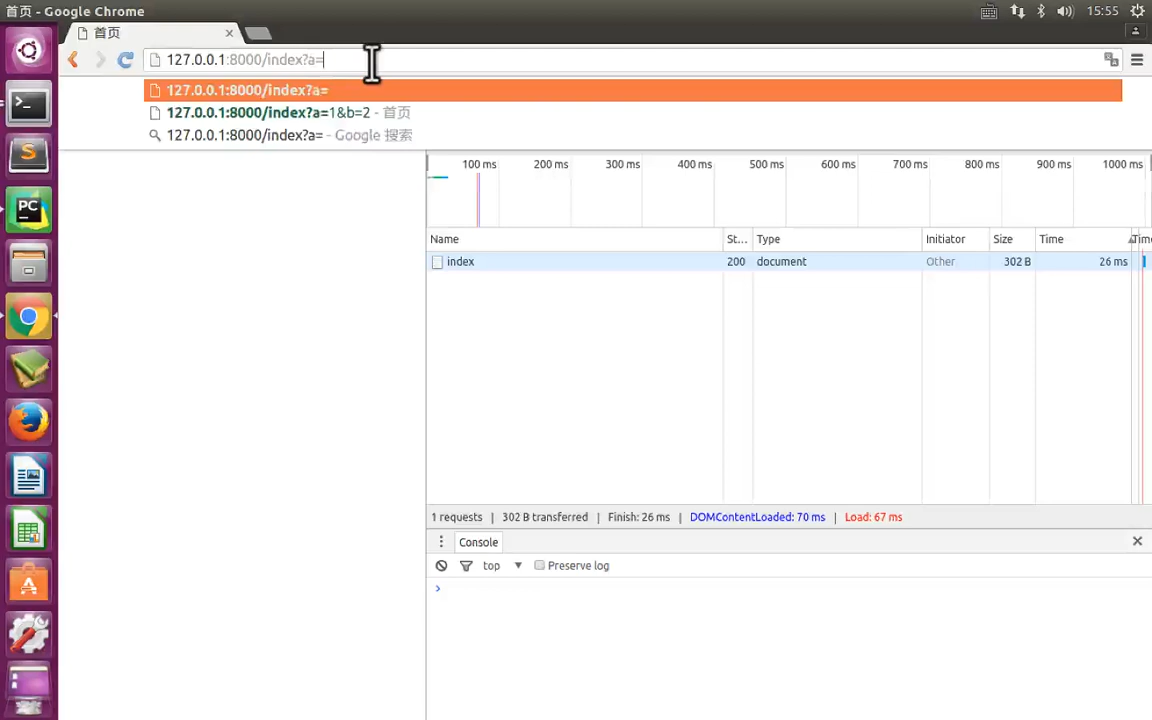 首页 - Google Chrome
15:55
首页
127.0.0.1:8000/index?a=
127.0.0.1:8000/index?a=
127.0.0.1:8000/index?a=1&b=2 - 首页
127.0.0.1:8000/index?a= - Google 搜索
100 ms 200 ms 300 ms 400 ms 500 ms 600 ms 700 ms 800 ms 900 ms 1000 ms
Name St... Type Initiator Size Time Time
index 200 document Other 302 B 26 ms
1 requests | 302 B transferred | Finish: 26 ms | DOMContentLoaded: 70 ms | Load: 67 ms
Console
top Preserve log
PC